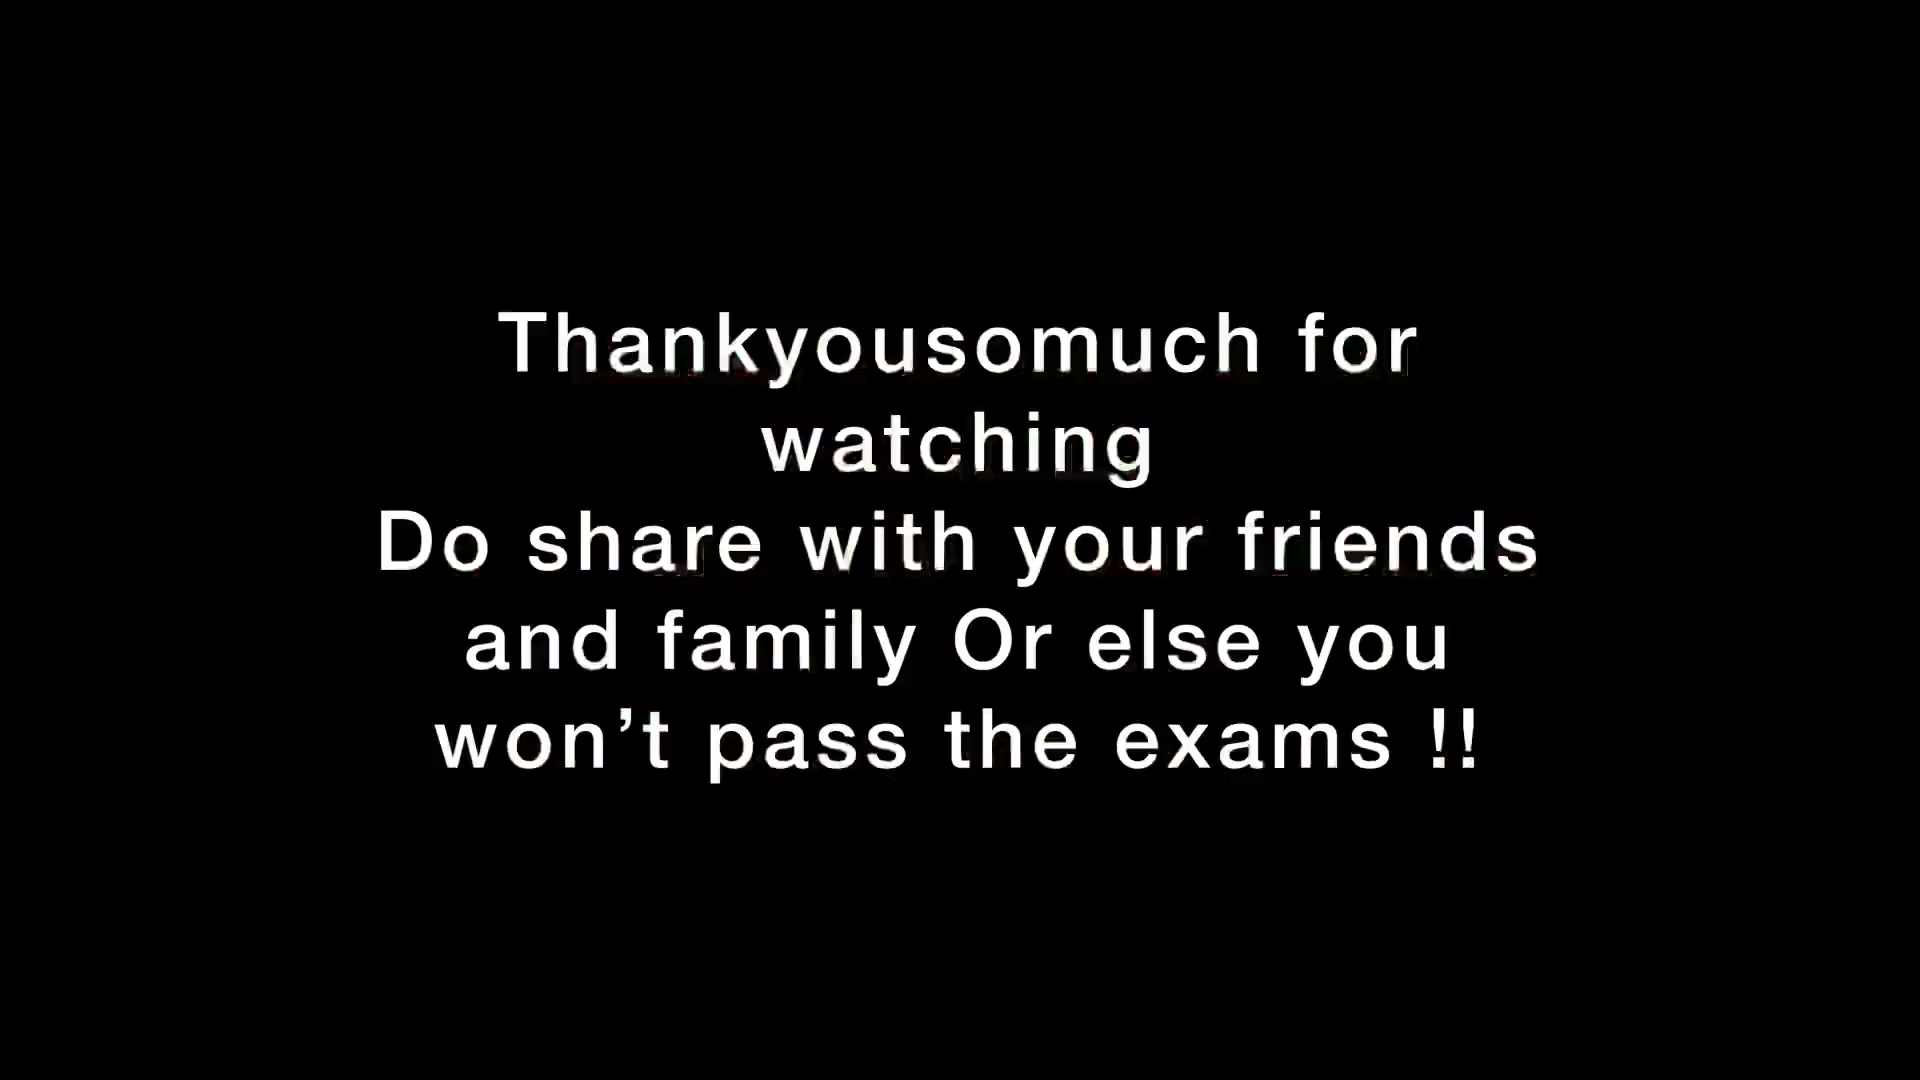 Thankyousomuch for
watching
Do share with your friends
and family Or else you
won’t pass the exams !!